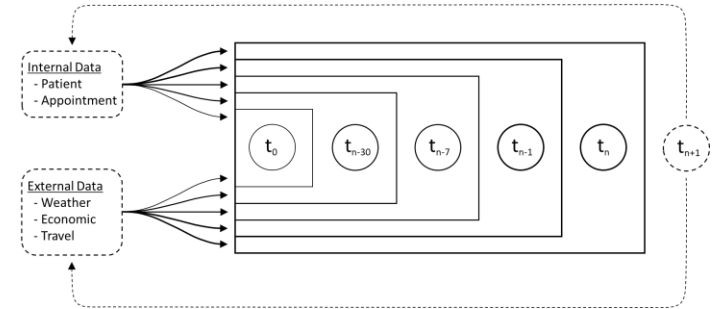 Internal Data
- Patient
- Appointment
External Data
- Weather
- Economic
- Travel
t0
tn-30
tn-7
tn-1
tn
tn+1